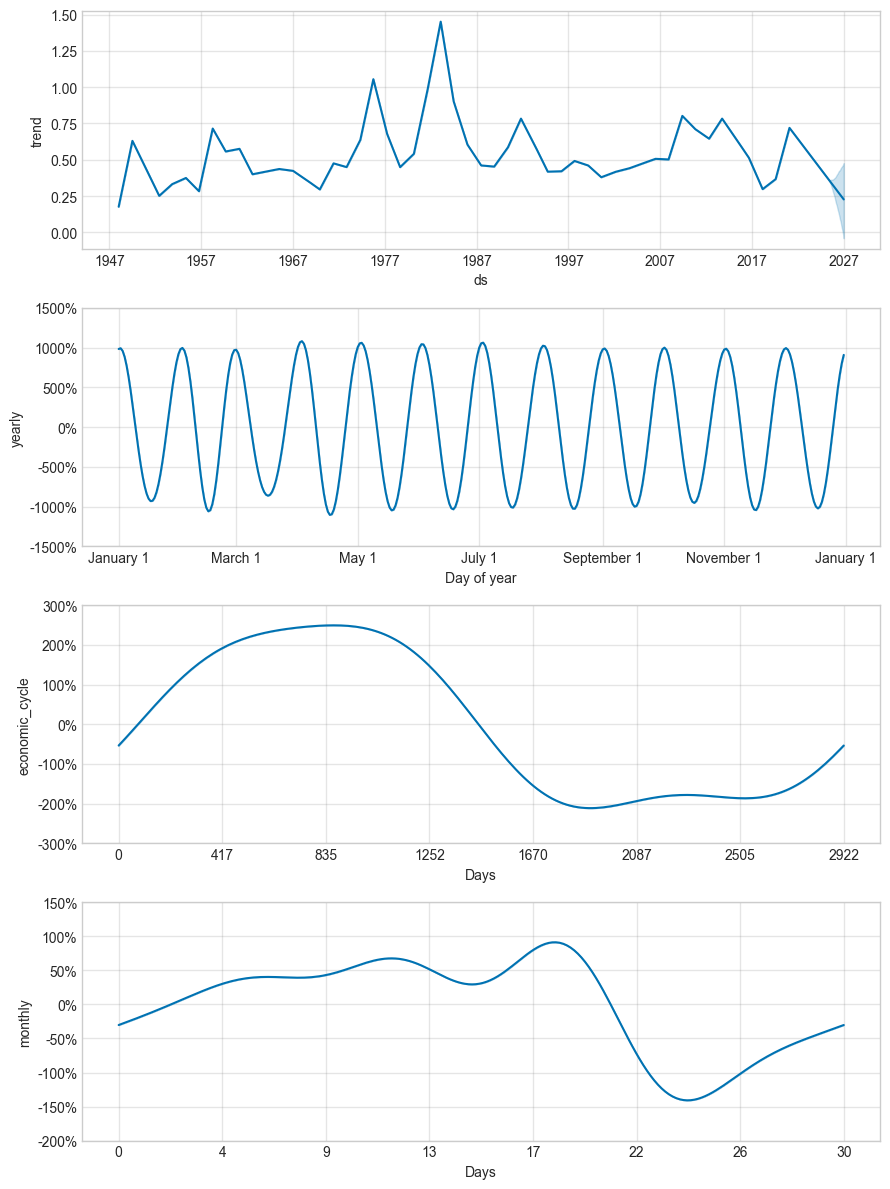 1.50
1.25
1.00
0.75
0.50
0.25
0.00
trend
1947 1957 1967 1977 1987 1997 2007 2017 2027
ds
1500%
1000%
500%
0%
-500%
-1000%
-1500%
yearly
January 1 March 1 May 1 July 1 September 1 November 1 January 1
Day of year
300%
200%
100%
0%
-100%
-200%
-300%
economic_cycle
0 417 835 1252 1670 2087 2505 2922
Days
150%
100%
50%
0%
-50%
-100%
-150%
-200%
monthly
0 4 9 13 17 22 26 30
Days